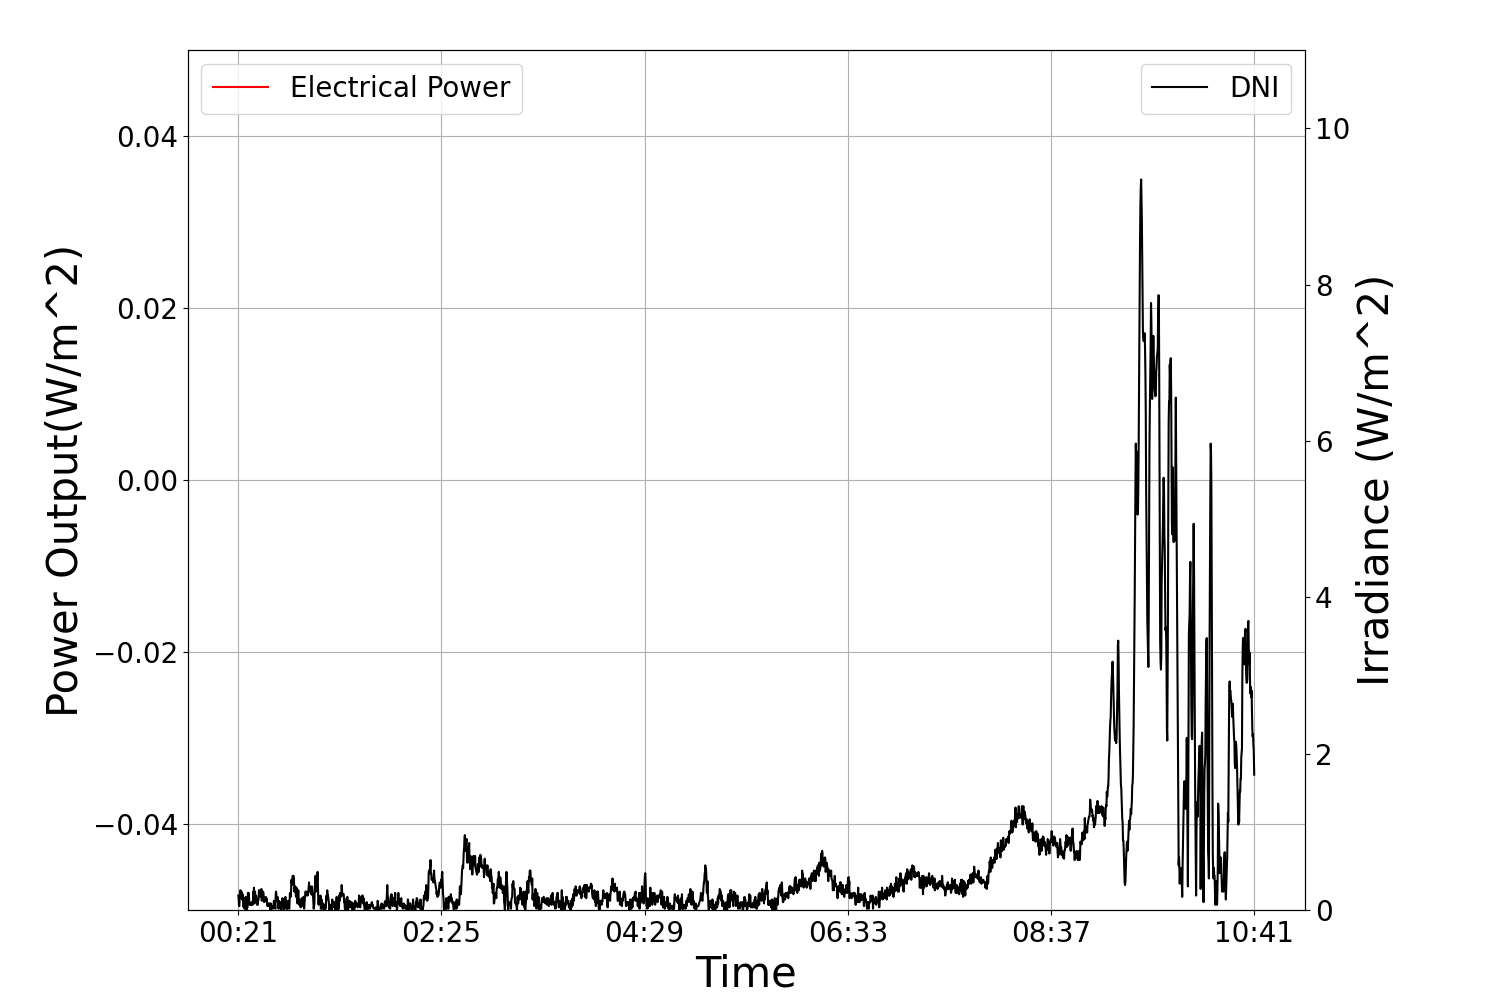 Electrical Power
DNI
0.04
0.02
0.00
−0.02
−0.04
Power Output(W/m^2)
10
8
6
4
2
0
Irradiance (W/m^2)
00:21 02:25 04:29 06:33 08:37 10:41
Time